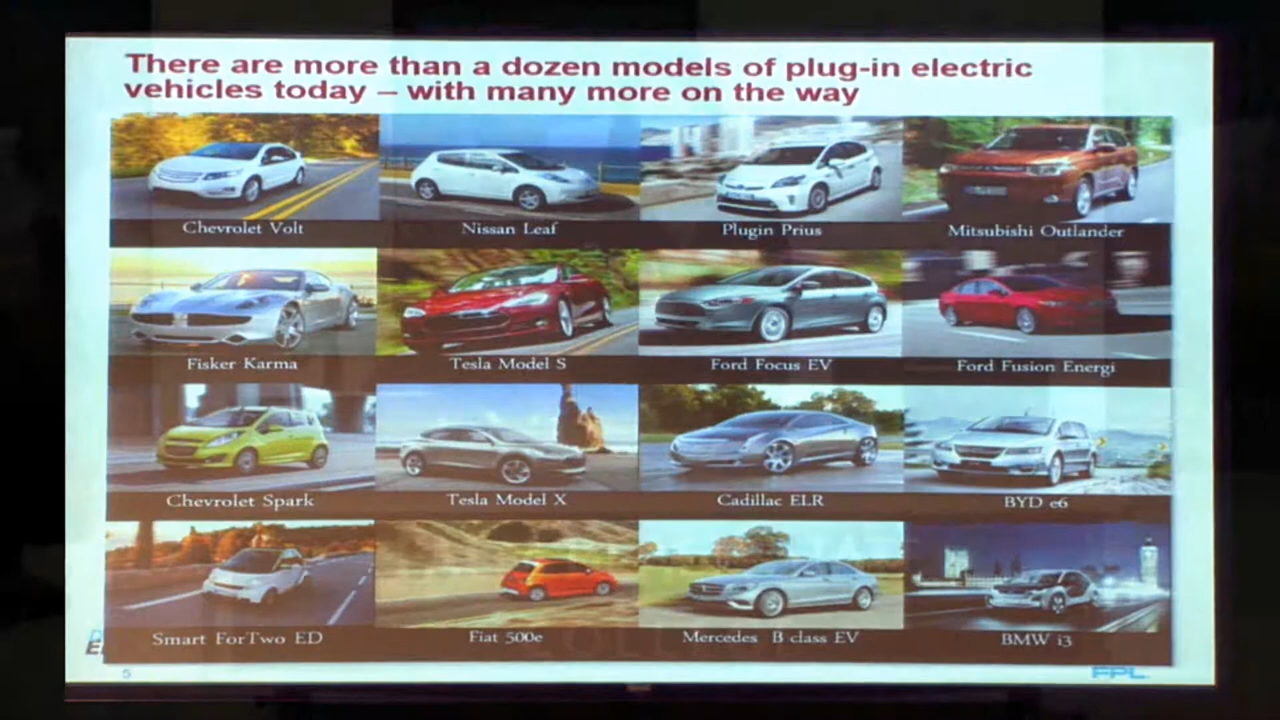 There are more than a dozen models of plug-in electric
vehicles today – with many more on the way
Chevrolet Volt
Nissan Leaf
Plugin Prius
Mitsubishi Outlander
Fisker Karma
Tesla Model S
Ford Focus EV
Ford Fusion Energi
Chevrolet Spark
Tesla Model X
Cadillac ELR
BYD e6
Smart ForTwo ED
Fiat 500e
Mercedes B class EV
BMW i3
5
FPL